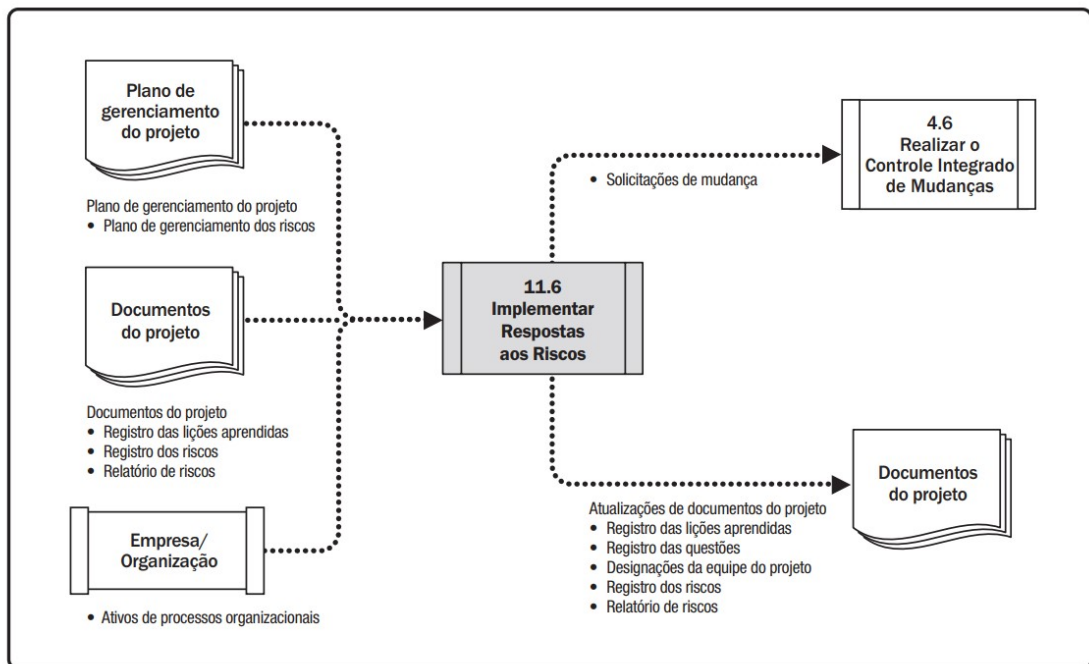 Plano de
gerenciamento
do projeto
Plano de gerenciamento do projeto
• Plano de gerenciamento dos riscos
Documentos
do projeto
Documentos do projeto
• Registro das lições aprendidas
• Registro dos riscos
• Relatório de riscos
Empresa/
Organização
• Ativos de processos organizacionais
11.6
Implementar
Respostas
aos Riscos
• Solicitações de mudança
4.6
Realizar o
Controle Integrado
de Mudanças
Atualizações de documentos do projeto
• Registro das lições aprendidas
• Registro das questões
• Designações da equipe do projeto
• Registro dos riscos
• Relatório de riscos
Documentos
do projeto